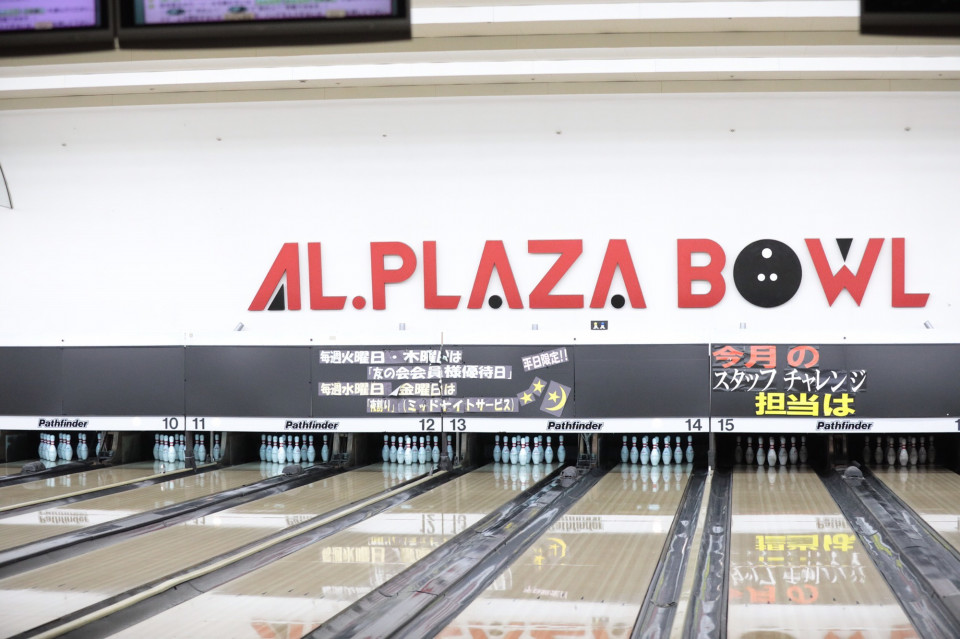 AL.PLAZA BOWL
毎週火曜日・木曜日は
「友の会会員様優待日」
平日限定!!
毎週水曜日・金曜日は
「夜割り」(ミッドナイトサービス)
今月の
スタッフ チャレンジ
担当は
Pathfinder 10 11 Pathfinder 12 13 Pathfinder 14 15 Pathfinder